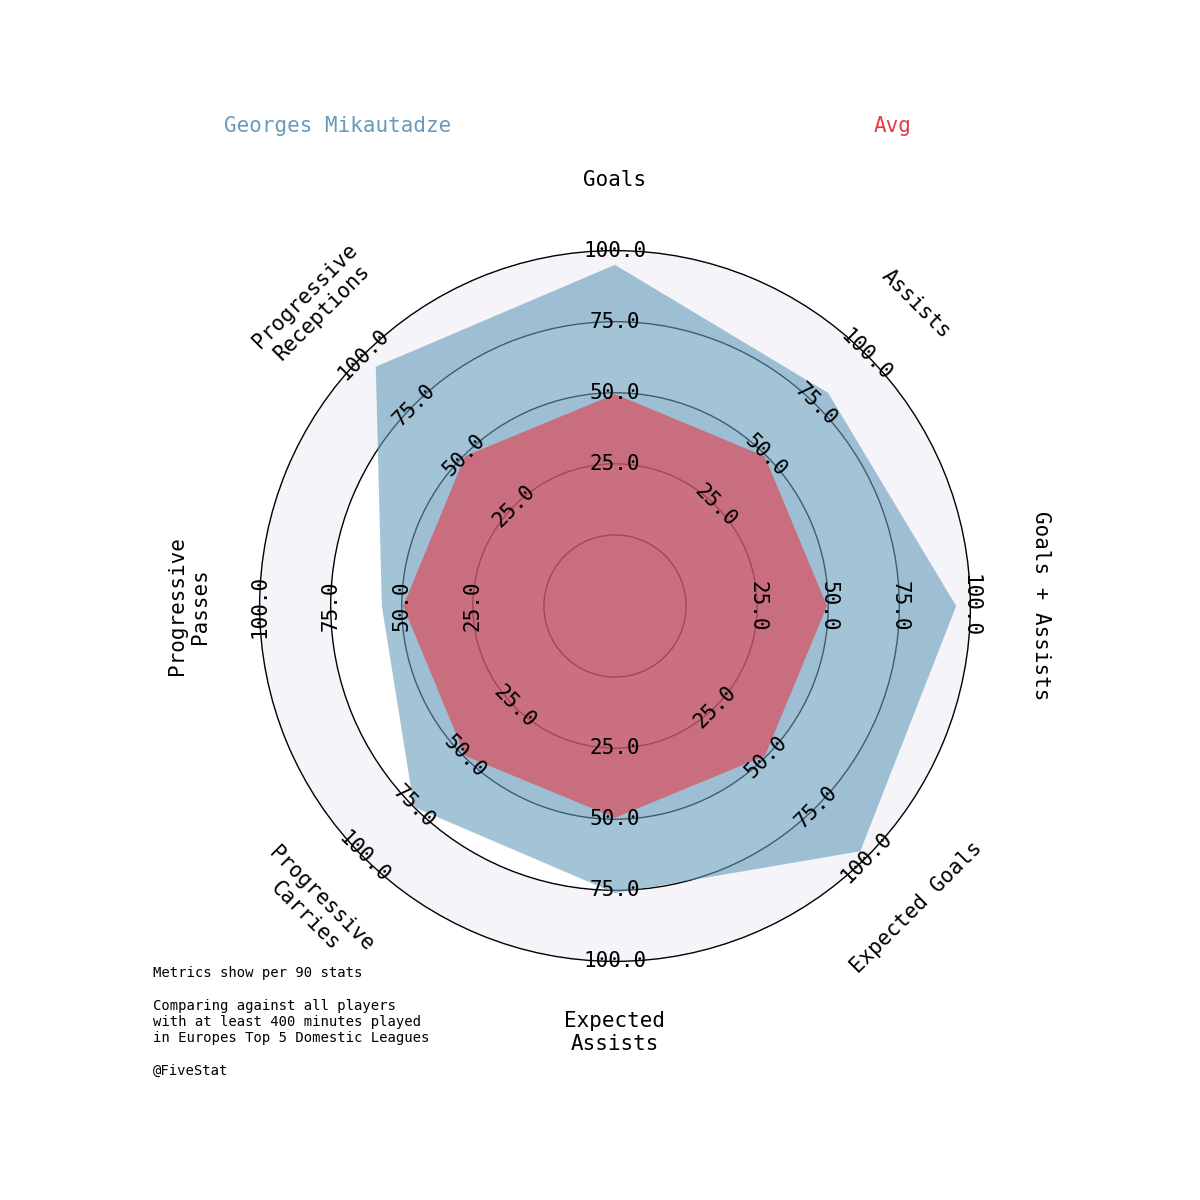 Georges Mikautadze
Avg
Goals
Assists
Goals + Assists
Expected Goals
Expected
Assists
Progressive
Carries
Progressive
Passes
Progressive
Receptions
25.0
50.0
75.0
100.0
25.0
50.0
75.0
100.0
25.0
50.0
75.0
100.0
25.0
50.0
75.0
100.0
25.0
50.0
75.0
100.0
25.0
50.0
75.0
100.0
25.0
50.0
75.0
100.0
25.0
50.0
75.0
100.0
Metrics show per 90 stats
Comparing against all players
with at least 400 minutes played
in Europes Top 5 Domestic Leagues
@FiveStat